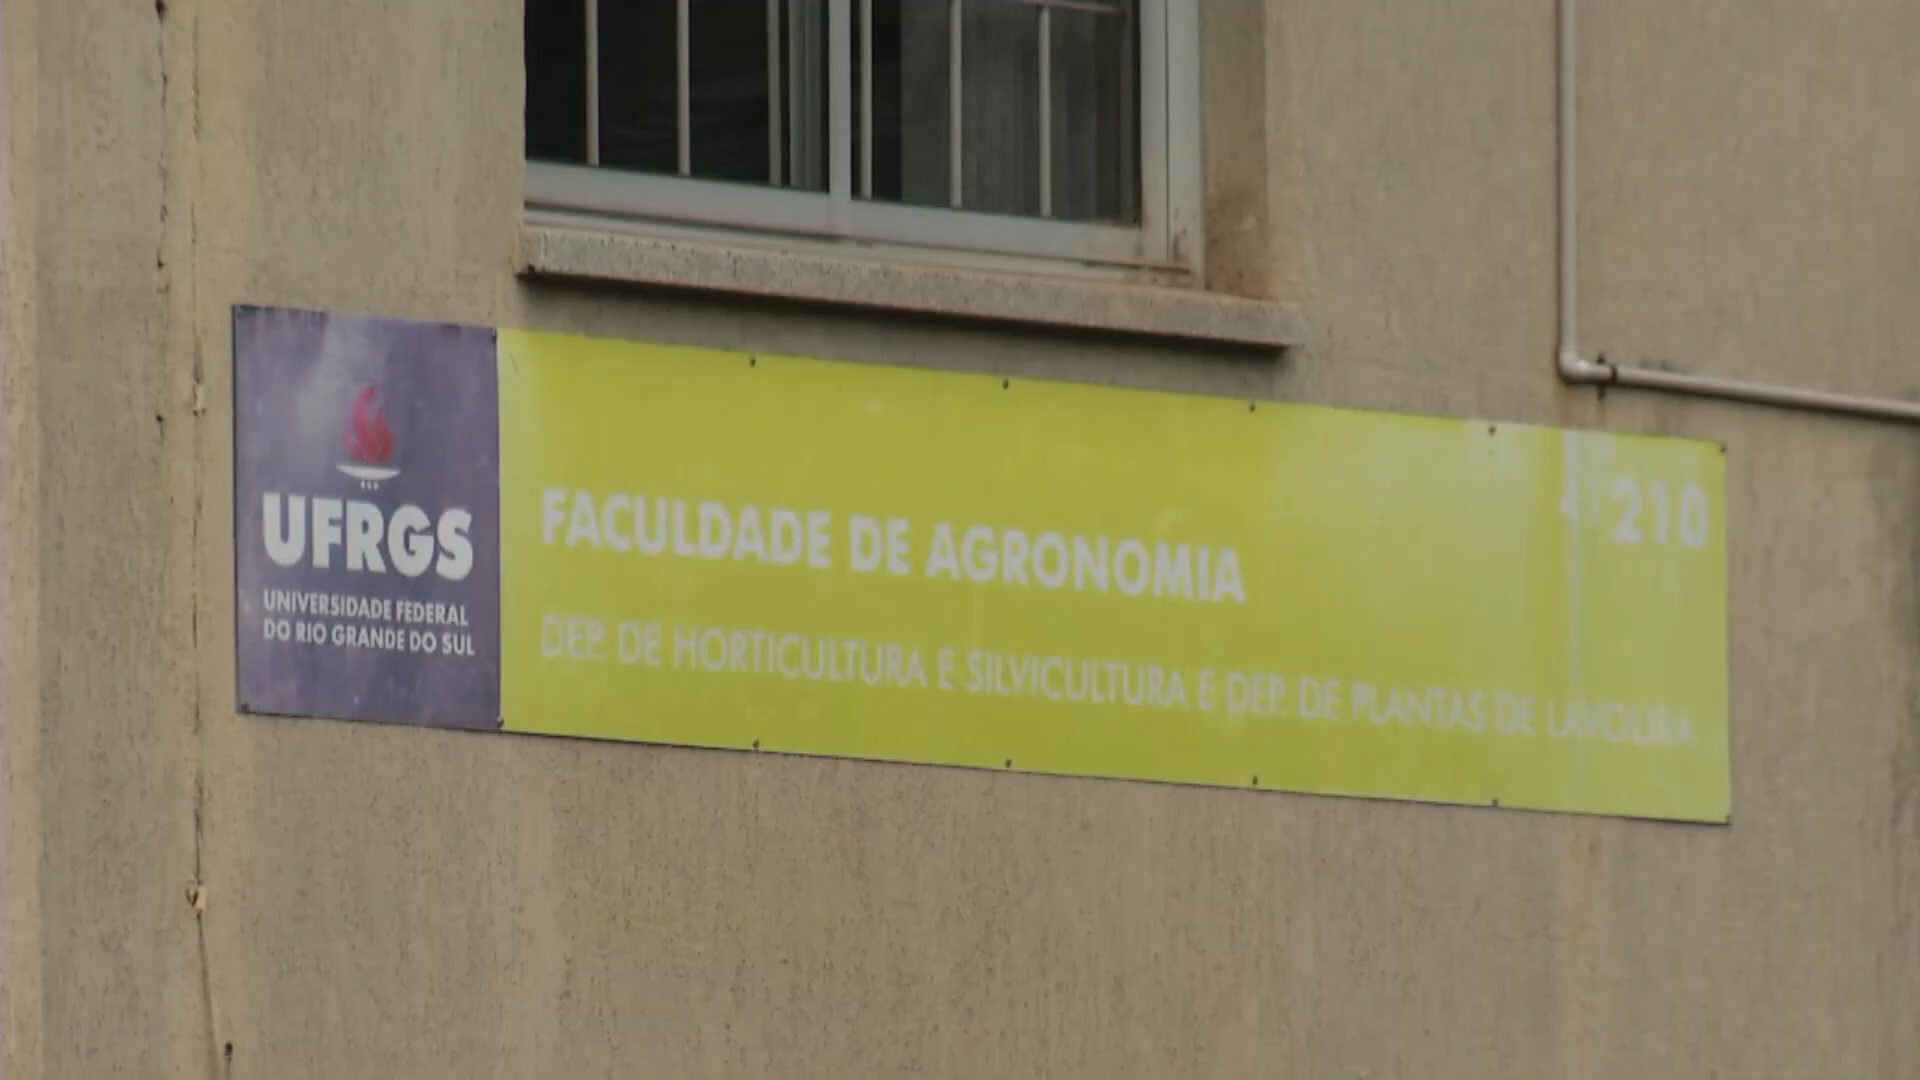 UFRGS
UNIVERSIDADE FEDERAL
DO RIO GRANDE DO SUL
FACULDADE DE AGRONOMIA
DEP. DE HORTICULTURA E SILVICULTURA E DEP. DE PLANTAS DE LAVOURA
210